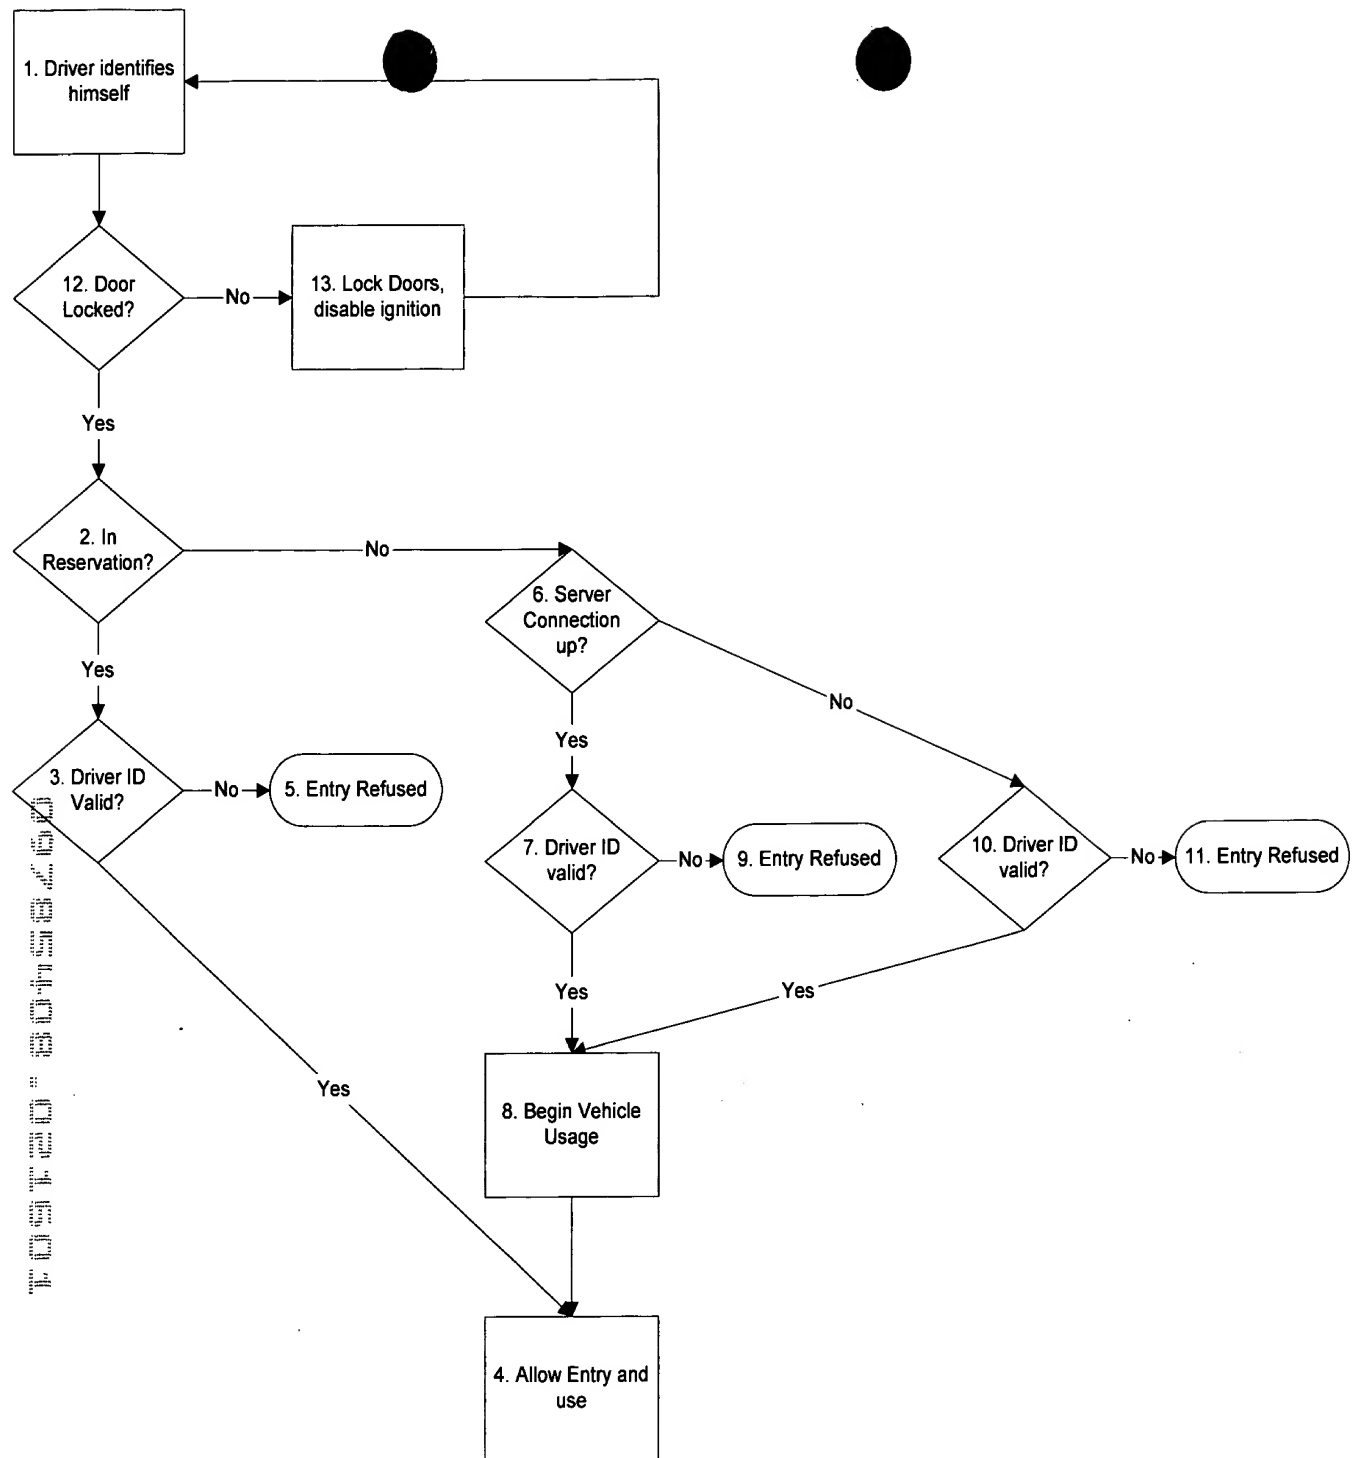 1. Driver identifies
himself
12. Door
Locked?
No
13. Lock Doors,
disable ignition
Yes
2. In
Reservation?
No
6. Server
Connection
up?
Yes
No
3. Driver ID
Valid?
No
5. Entry Refused
Yes
7. Driver ID
valid?
No
9. Entry Refused
10. Driver ID
valid?
No
11. Entry Refused
Yes
Yes
Yes
8. Begin Vehicle
Usage
4. Allow Entry and
use
09785408.021601